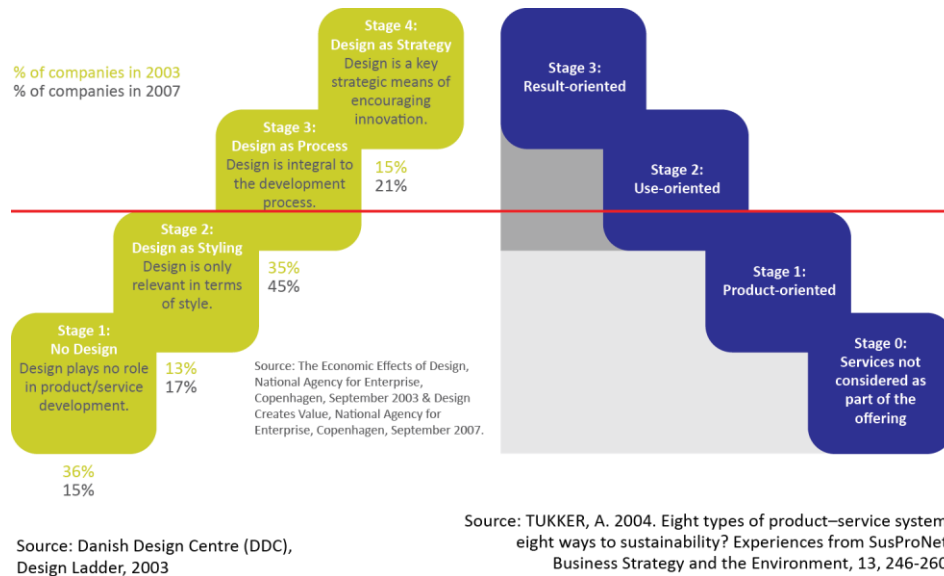 % of companies in 2003
% of companies in 2007
Stage 4:
Design as Strategy
Design is a key
strategic means of
encouraging
innovation.
Stage 3:
Design as Process
Design is integral to
the development
process.
15%
21%
Stage 2:
Design as Styling
Design is only
relevant in terms
of style.
35%
45%
Stage 1:
No Design
Design plays no role
in product/service
development.
13%
17%
36%
15%
Source: The Economic Effects of Design,
National Agency for Enterprise,
Copenhagen, September 2003 & Design
Creates Value, National Agency for
Enterprise, Copenhagen, September 2007.
Source: Danish Design Centre (DDC),
Design Ladder, 2003
Stage 3:
Result-oriented
Stage 2:
Use-oriented
Stage 1:
Product-oriented
Stage 0:
Services not
considered as
part of the
offering
Source: TUKKER, A. 2004. Eight types of product–service system
eight ways to sustainability? Experiences from SusProNet
Business Strategy and the Environment, 13, 246-260